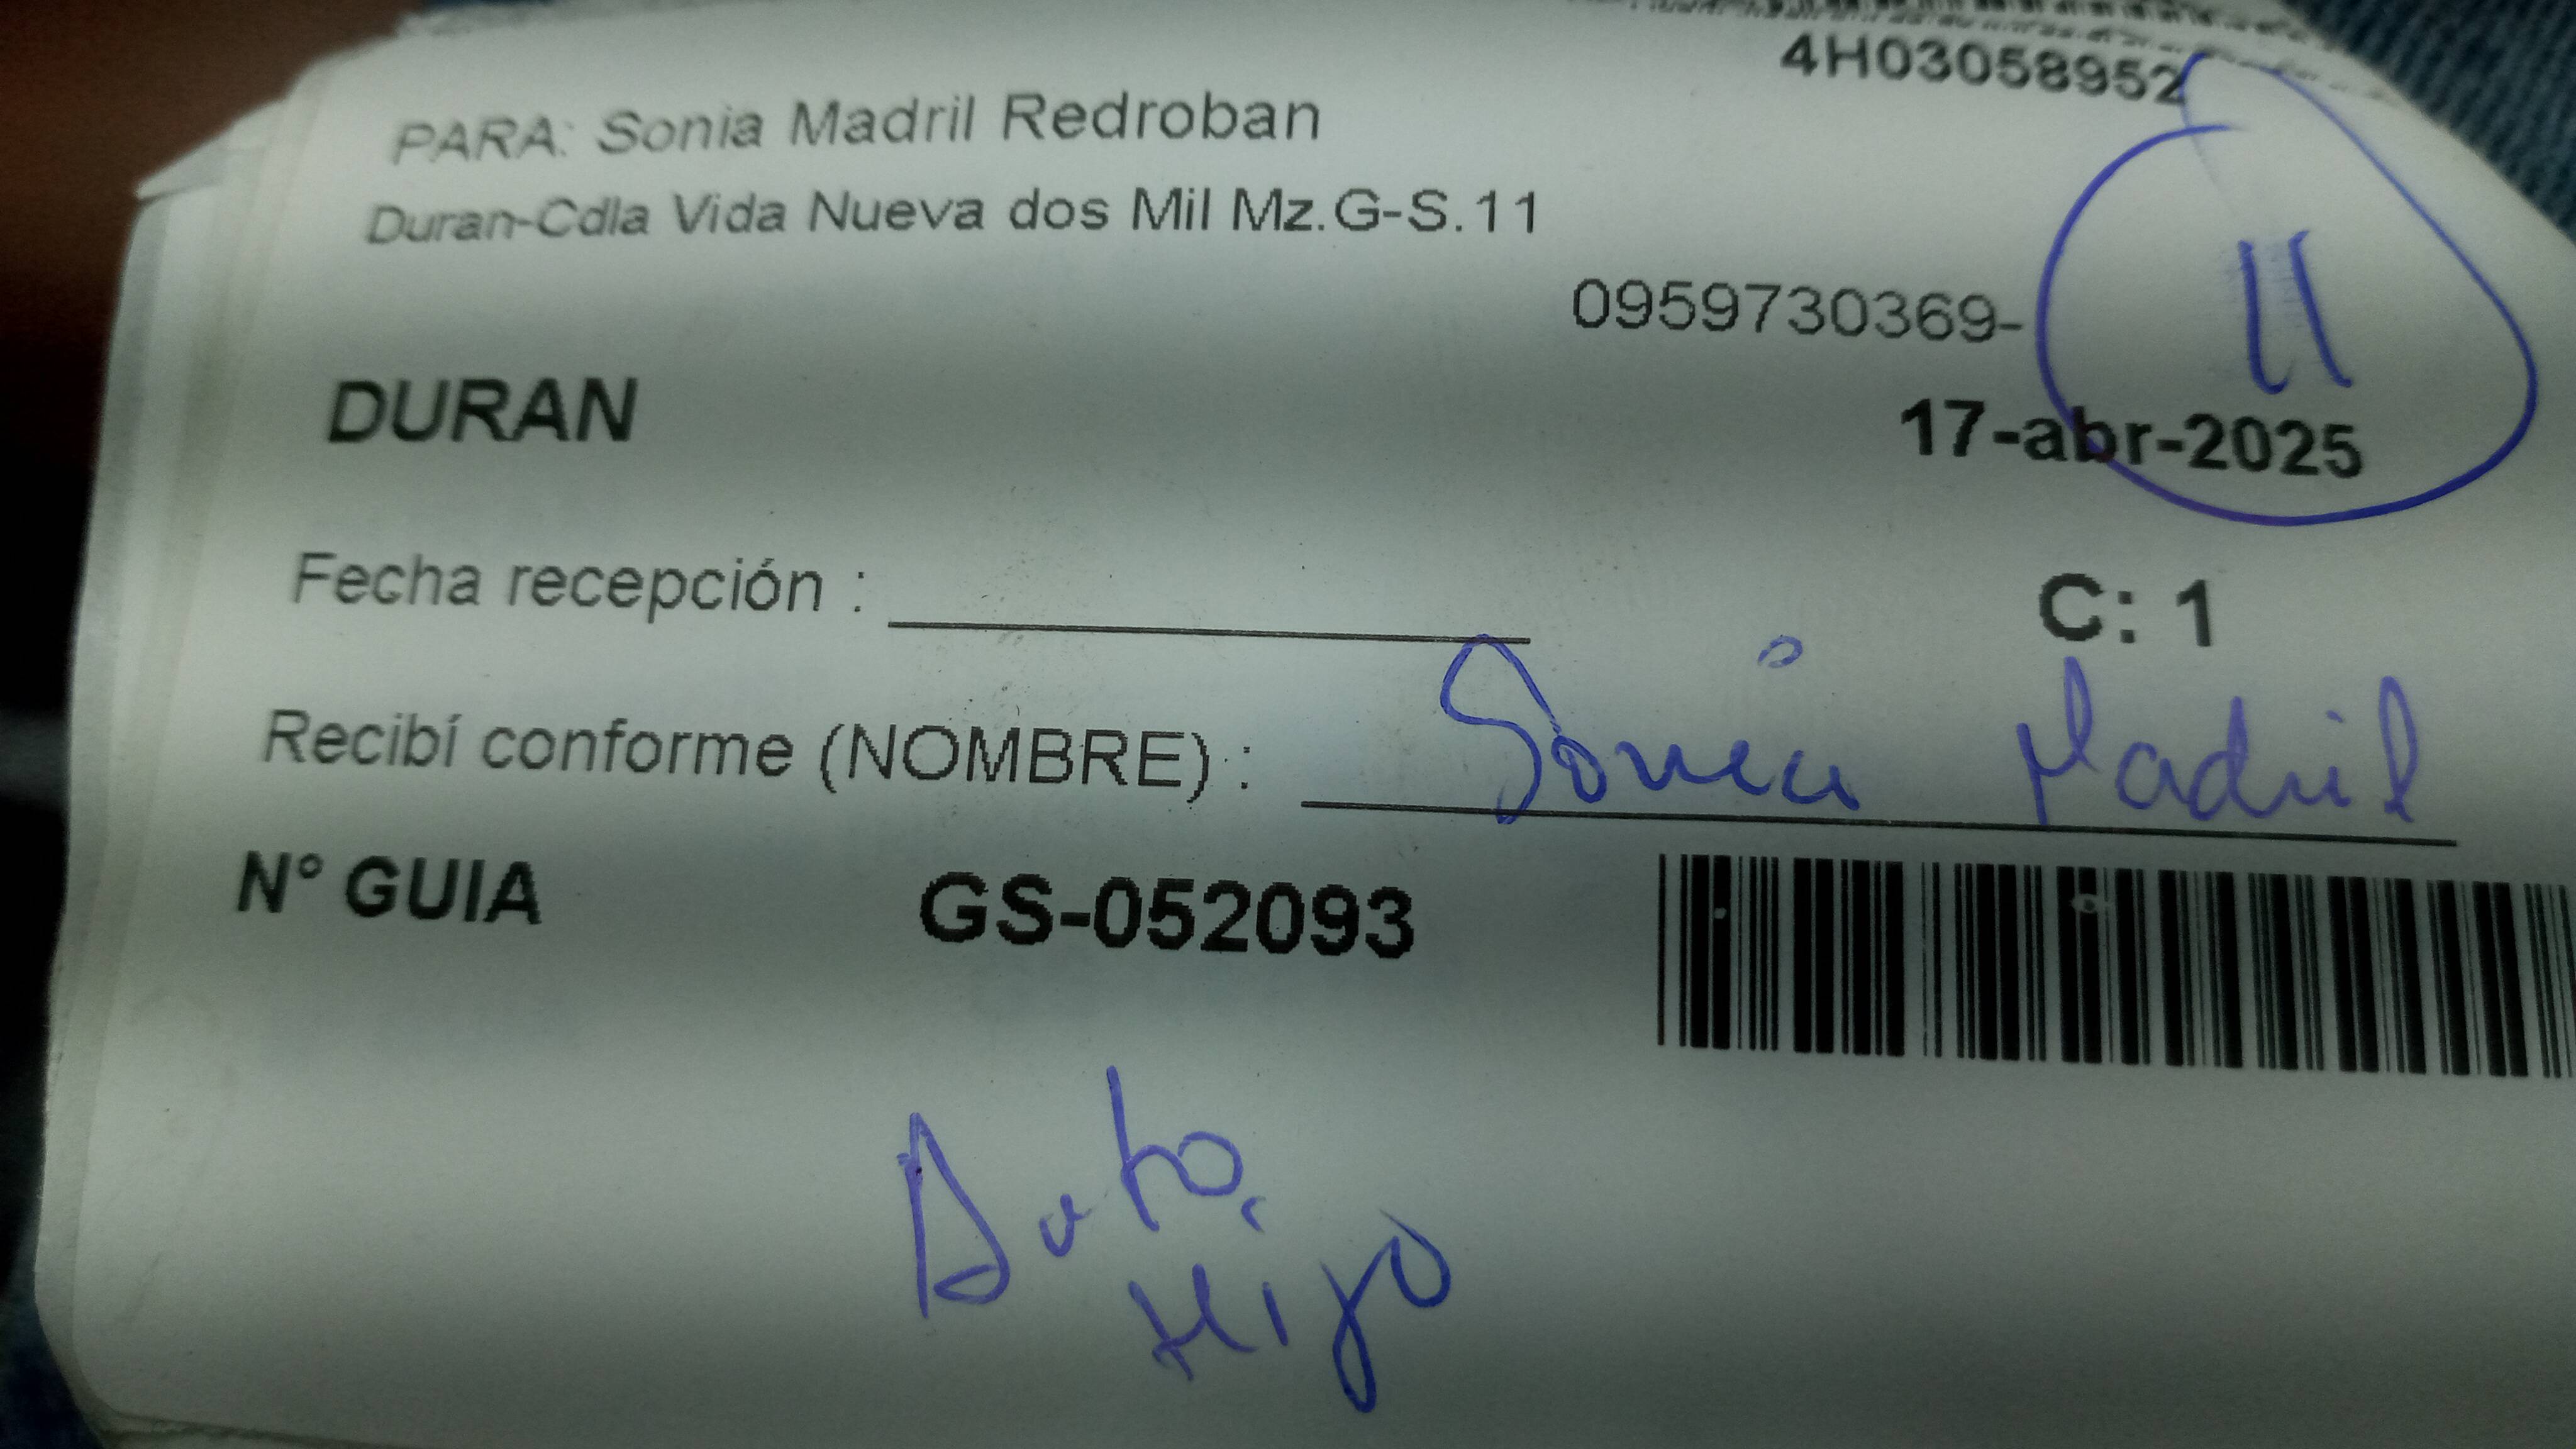 4H03058952
PARA: Sonia Madril Redroban
Duran-Cdla Vida Nueva dos Mil Mz.G-S.11
0959730369-
11
DURAN 17-abr-2025
Fecha recepción : C: 1
Recibí conforme (NOMBRE) : Sonia Madril
N° GUIA GS-052093
Auto,
Hijo